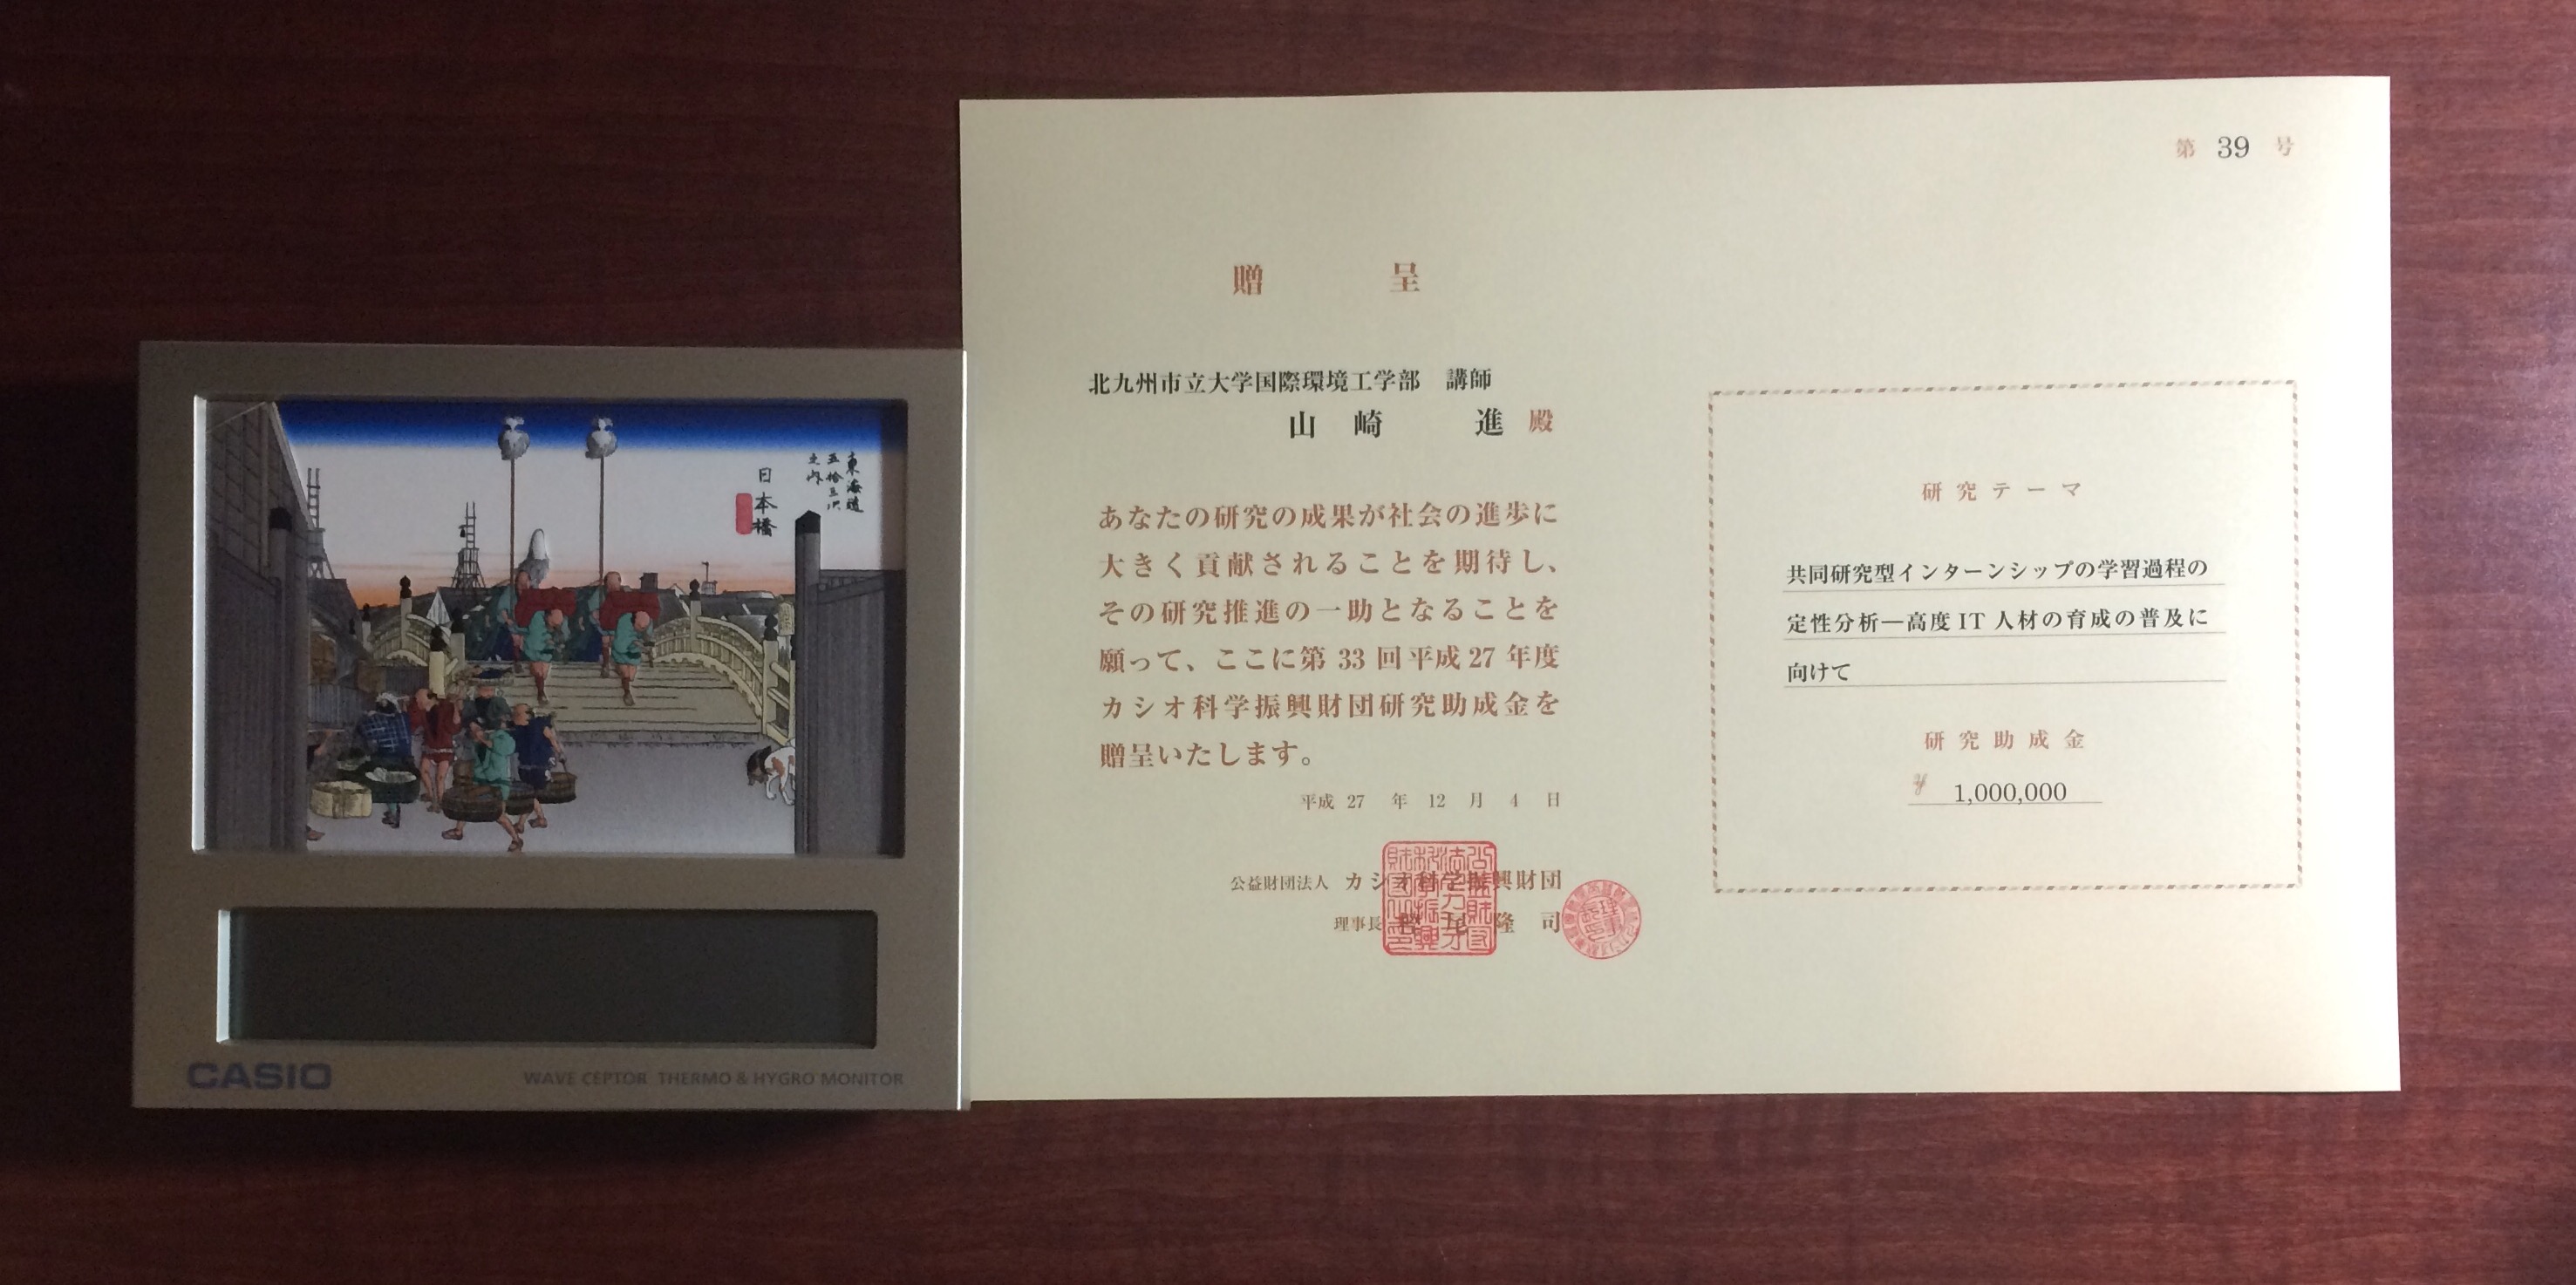 東海道
五拾三次
之内
日本橋
CASIO
WAVE CEPTOR THERMO & HYGRO MONITOR
第 39 号
贈呈
北九州市立大学国際環境工学部 講師
山崎 進 殿
あなたの研究の成果が社会の進歩に
大きく貢献されることを期待し、
その研究推進の一助となることを
願って、ここに第 33 回平成 27 年度
カシオ科学振興財団研究助成金を
贈呈いたします。
平成 27 年 12 月 4 日
公益財団法人 カシオ科学振興財団
理事長 樫尾 隆司
研究テーマ
共同研究型インターンシップの学習過程の
定性分析―高度 IT 人材の育成の普及に
向けて
研究助成金
¥ 1,000,000